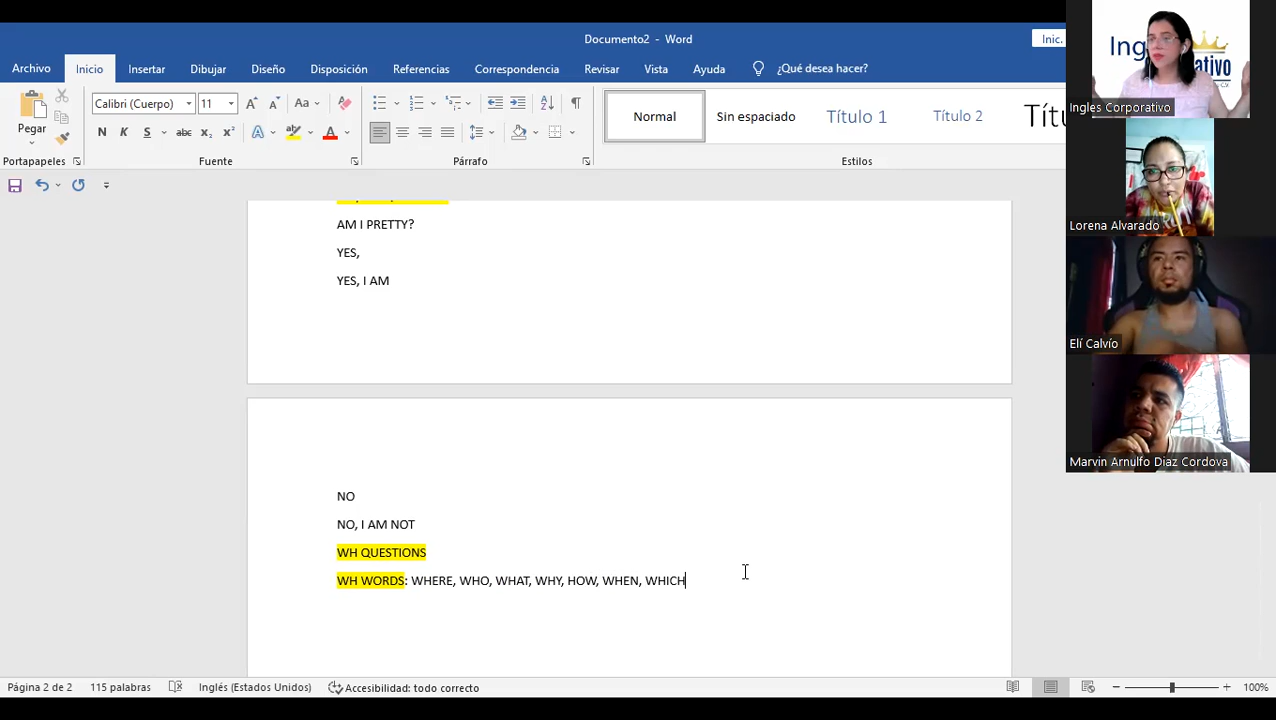 Documento2 - Word
Inic.
Archivo Inicio Insertar Dibujar Diseño Disposición Referencias Correspondencia Revisar Vista Ayuda ¿Qué desea hacer?
Pegar
Calibri (Cuerpo) 11
Normal
Sin espaciado
Título 1
Título 2
Portapapeles
Fuente
Párrafo
Estilos
AM I PRETTY?
YES,
YES, I AM
NO
NO, I AM NOT
WH QUESTIONS
WH WORDS: WHERE, WHO, WHAT, WHY, HOW, WHEN, WHICH
Página 2 de 2
115 palabras
Inglés (Estados Unidos)
Accesibilidad: todo correcto
100%
Ingles Corporativo
Lorena Alvarado
Elí Calvío
Marvin Arnulfo Diaz Cordova